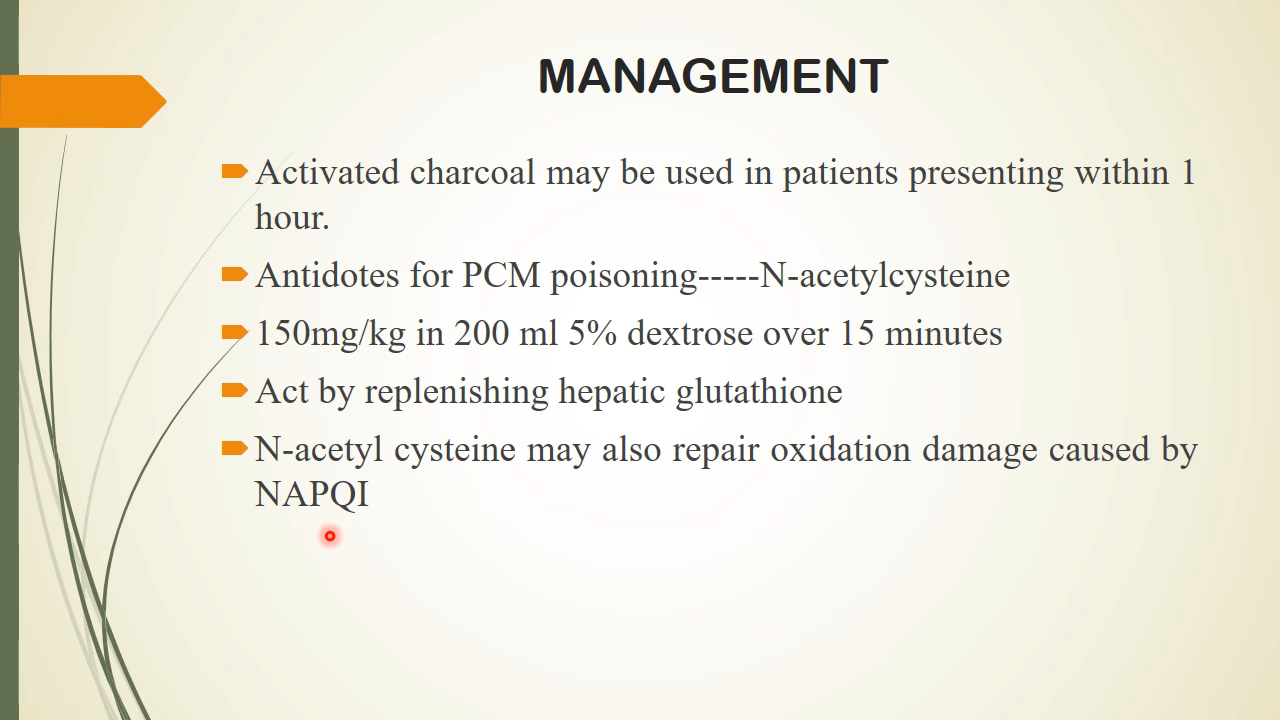 MANAGEMENT
Activated charcoal may be used in patients presenting within 1
hour.
Antidotes for PCM poisoning-----N-acetylcysteine
150mg/kg in 200 ml 5% dextrose over 15 minutes
Act by replenishing hepatic glutathione
N-acetyl cysteine may also repair oxidation damage caused by
NAPQI